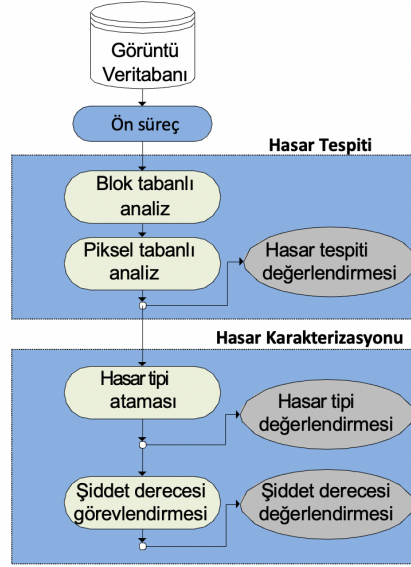 Görüntü
Veritabanı
Ön süreç
Hasar Tespiti
Blok tabanlı
analiz
Piksel tabanlı
analiz
Hasar tespiti
değerlendirmesi
Hasar Karakterizasyonu
Hasar tipi
ataması
Hasar tipi
değerlendirmesi
Şiddet derecesi
görevlendirmesi
Şiddet derecesi
değerlendirmesi